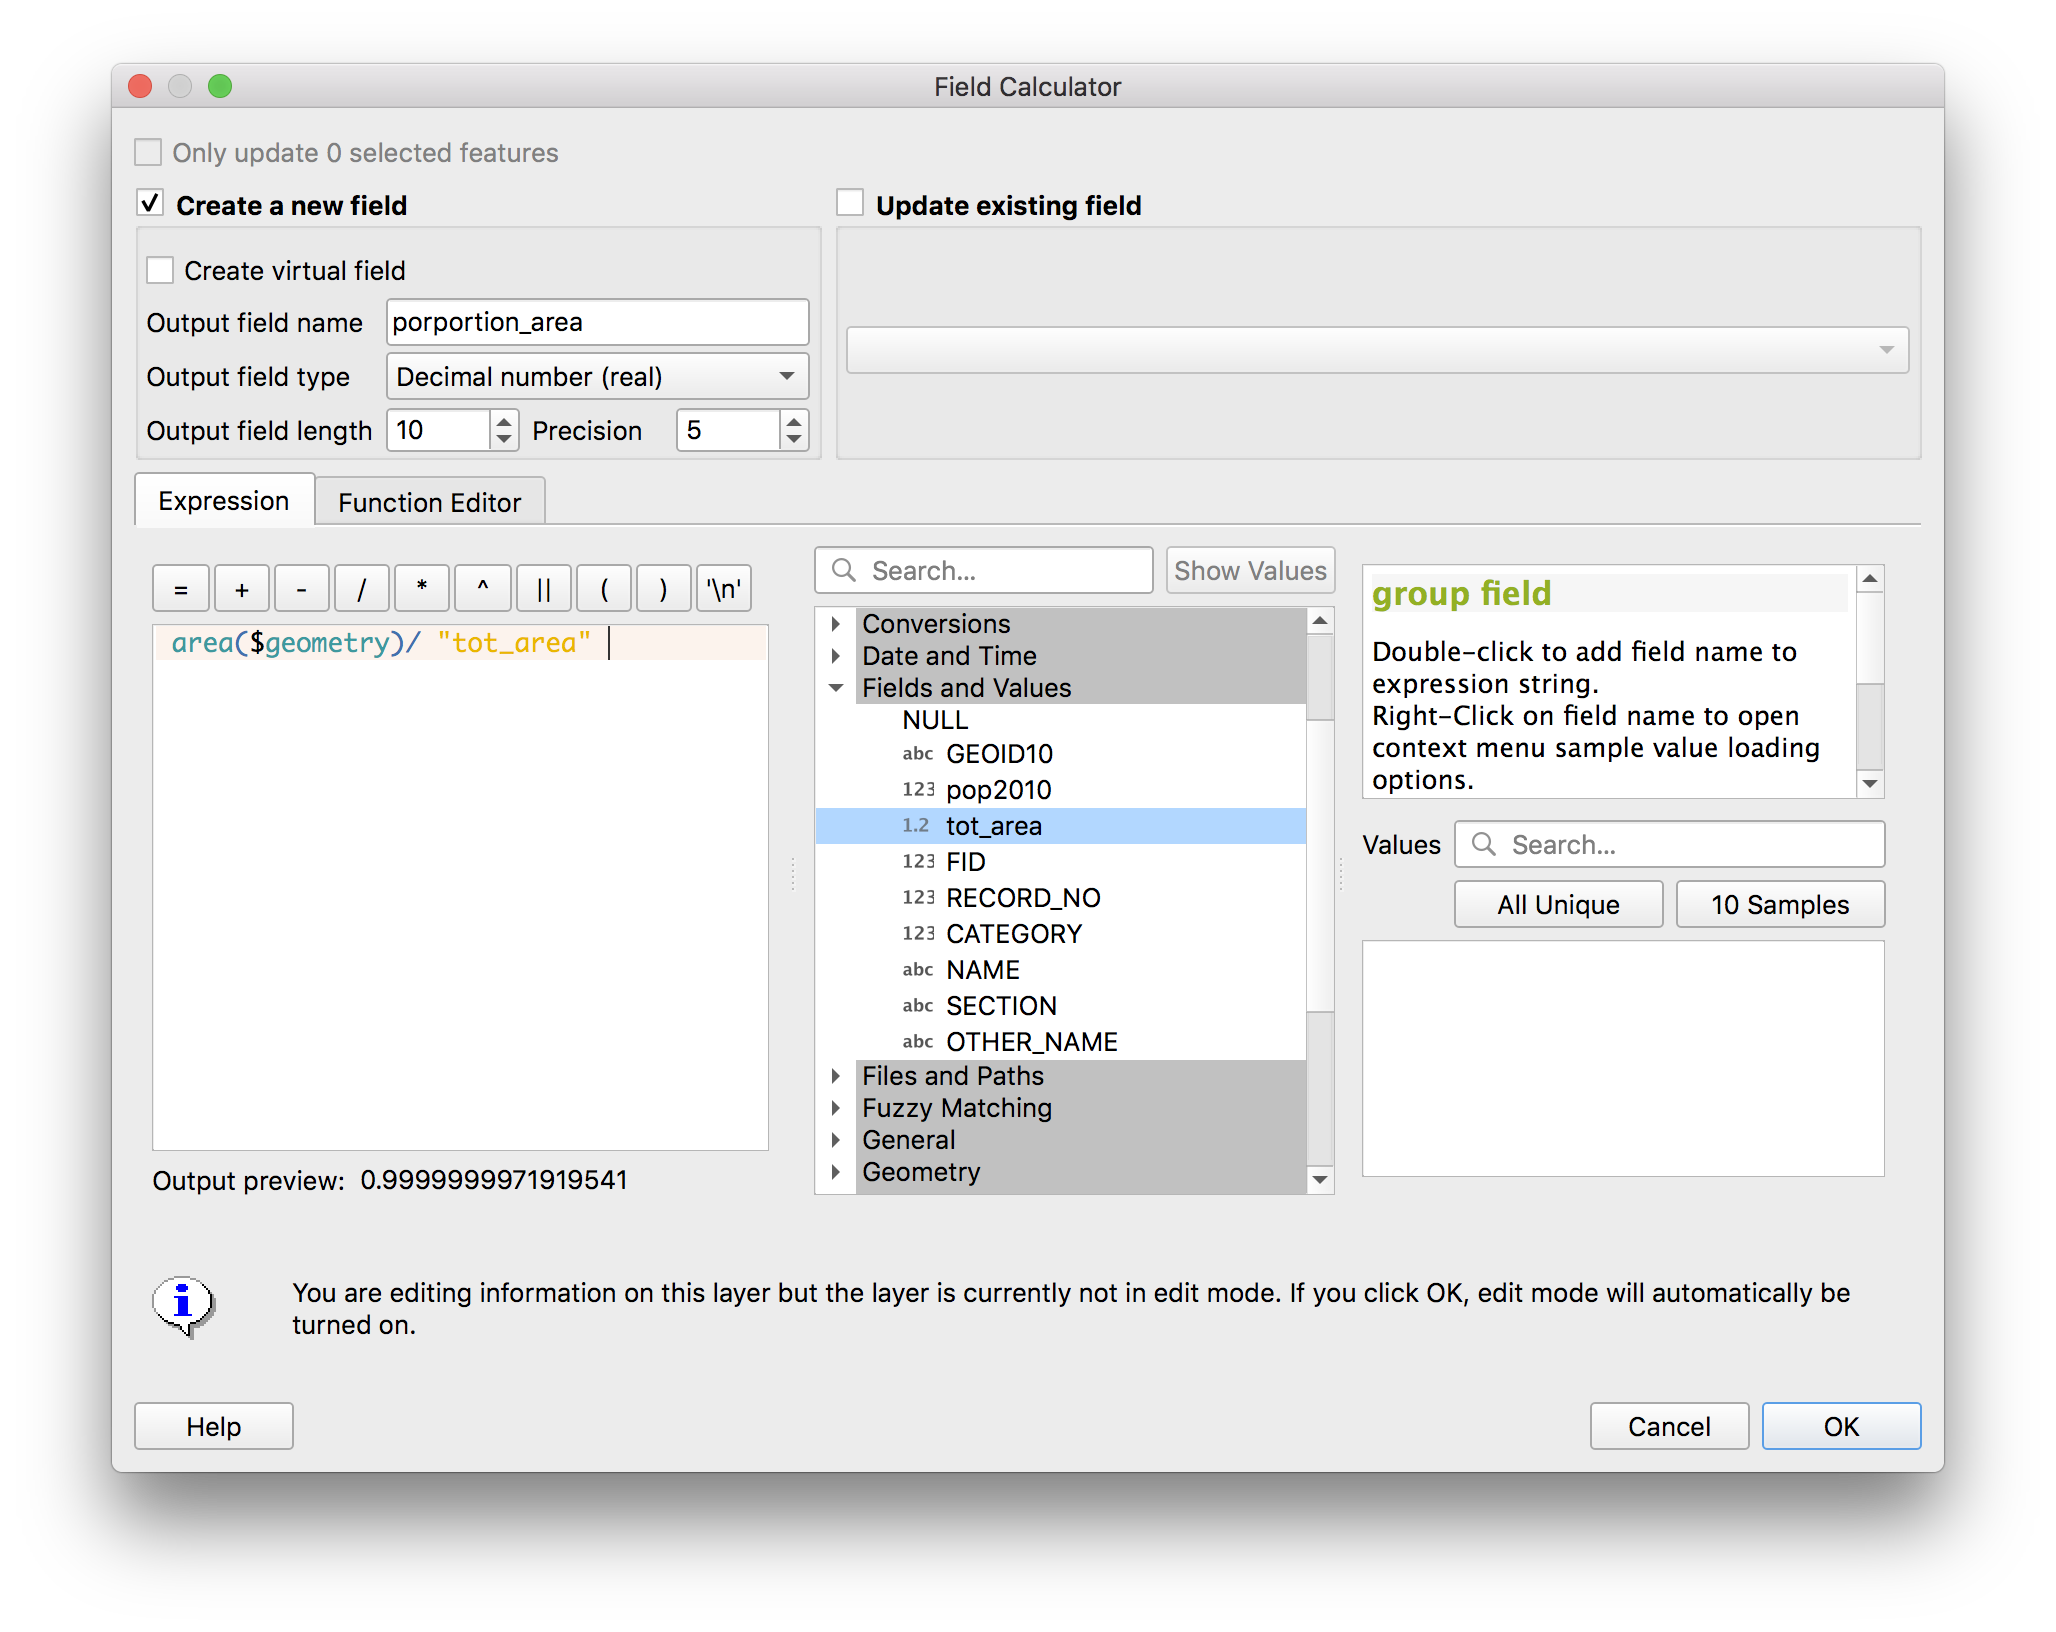 Field Calculator
Only update 0 selected features
Create a new field
Update existing field
Create virtual field
Output field name porportion_area
Output field type Decimal number (real)
Output field length 10 Precision 5
Expression Function Editor
= + - / * ^ || ( ) '\n'
area($geometry)/ "tot_area"
Output preview: 0.9999999971919541
Search... Show Values
Conversions
Date and Time
Fields and Values
NULL
abc GEOID10
123 pop2010
1.2 tot_area
123 FID
123 RECORD_NO
123 CATEGORY
abc NAME
abc SECTION
abc OTHER_NAME
Files and Paths
Fuzzy Matching
General
Geometry
group field
Double-click to add field name to
expression string.
Right-Click on field name to open
context menu sample value loading
options.
Values Search...
All Unique 10 Samples
You are editing information on this layer but the layer is currently not in edit mode. If you click OK, edit mode will automatically be
turned on.
Help Cancel OK